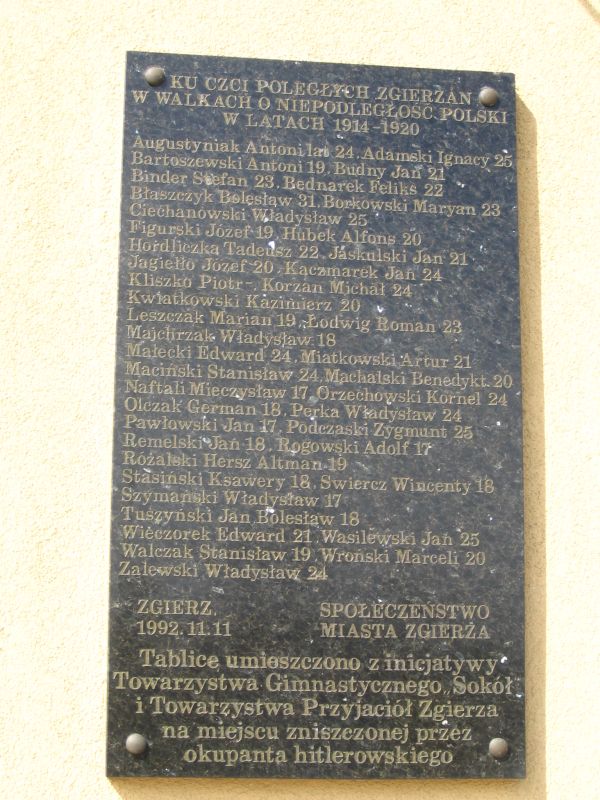 KU CZCI POLEGŁYCH ZGIERZAN
W WALKACH O NIEPODLEGŁOŚĆ POLSKI
W LATACH 1914-1920
Augustyniak Antoni lat 24, Adamski Ignacy 25
Bartoszewski Antoni 19, Budny Jan 21
Binder Stefan 23, Bednarek Feliks 22
Błaszczyk Bolesław 31, Borkowski Maryan 23
Ciechanowski Władysław 25
Figurski Józef 19, Hubek Alfons 20
Hordliczka Tadeusz 22, Jaskulski Jan 21
Jagiełło Józef 20, Kaczmarek Jan 24
Kliszko Piotr -, Korzan Michał 24
Kwiatkowski Kazimierz 20
Leszczak Marian 19, Łodwig Roman 23
Majchrzak Władysław 18
Małecki Edward 24, Miatkowski Artur 21
Maciński Stanisław 24, Machalski Benedykt 20
Naftali Mieczysław 17, Orzechowski Kornel 24
Olczak German 18, Perka Władysław 24
Pawłowski Jan 17, Podczaski Zygmunt 25
Remelski Jan 18, Rogowski Adolf 17
Różalski Hersz Altman 19
Stasiński Ksawery 18, Swiercz Wincenty 18
Szymański Władysław 17
Tuszyński Jan Bolesław 18
Wieczorek Edward 21, Wasilewski Jan 25
Walczak Stanisław 19, Wroński Marceli 20
Zalewski Władysław 24
ZGIERZ, SPOŁECZEŃSTWO
1992.11.11 MIASTA ZGIERZA
Tablicę umieszczono z inicjatywy
Towarzystwa Gimnastycznego „Sokół"
i Towarzystwa Przyjaciół Zgierza
na miejscu zniszczonej przez
okupanta hitlerowskiego